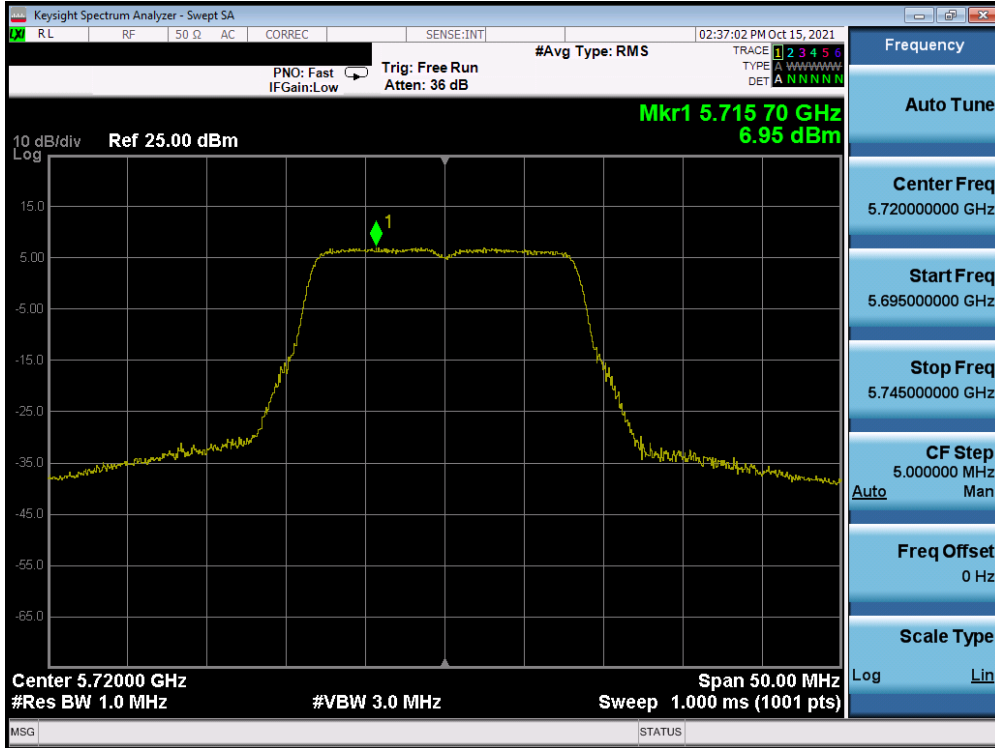 Keysight Spectrum Analyzer - Swept SA
LXI RL RF 50 Ω AC CORREC SENSE:INT 02:37:02 PM Oct 15, 2021
#Avg Type: RMS
TRACE 1 2 3 4 5 6
TYPE A WWWWW
DET A N N N N N
PNO: Fast
IFGain:Low
Trig: Free Run
Atten: 36 dB
Mkr1 5.715 70 GHz
6.95 dBm
10 dB/div Ref 25.00 dBm
Log
15.0
5.00
-5.00
-15.0
-25.0
-35.0
-45.0
-55.0
-65.0
1
Center 5.72000 GHz Span 50.00 MHz
#Res BW 1.0 MHz #VBW 3.0 MHz Sweep 1.000 ms (1001 pts)
MSG STATUS
Frequency
Auto Tune
Center Freq
5.720000000 GHz
Start Freq
5.695000000 GHz
Stop Freq
5.745000000 GHz
CF Step
5.000000 MHz
Auto Man
Freq Offset
0 Hz
Scale Type
Log Lin